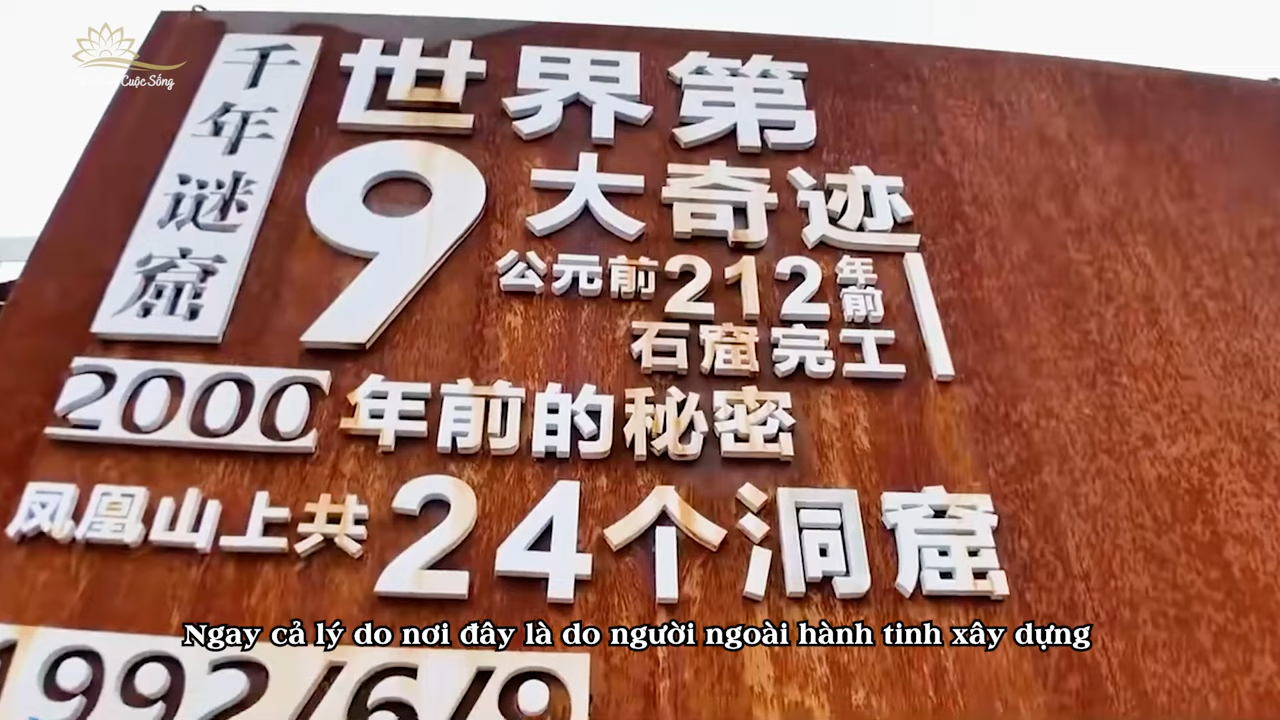 Cuộc Sống
千年谜窟
世界第
9大奇迹
公元前212年前
石窟完工
2000年前的秘密
凤凰山上共24个洞窟
Ngay cả lý do nơi đây là do người ngoài hành tinh xây dựng
1992/6/9